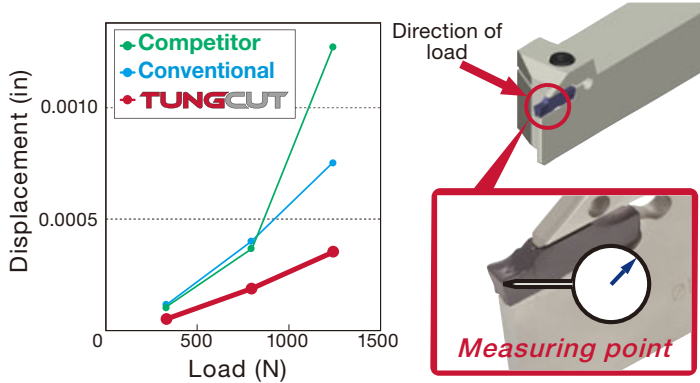 Competitor
Conventional
TUNGCUT
Displacement (in)
0.0010
0.0005
0
500
1000
1500
Load (N)
Direction of
load
Measuring point